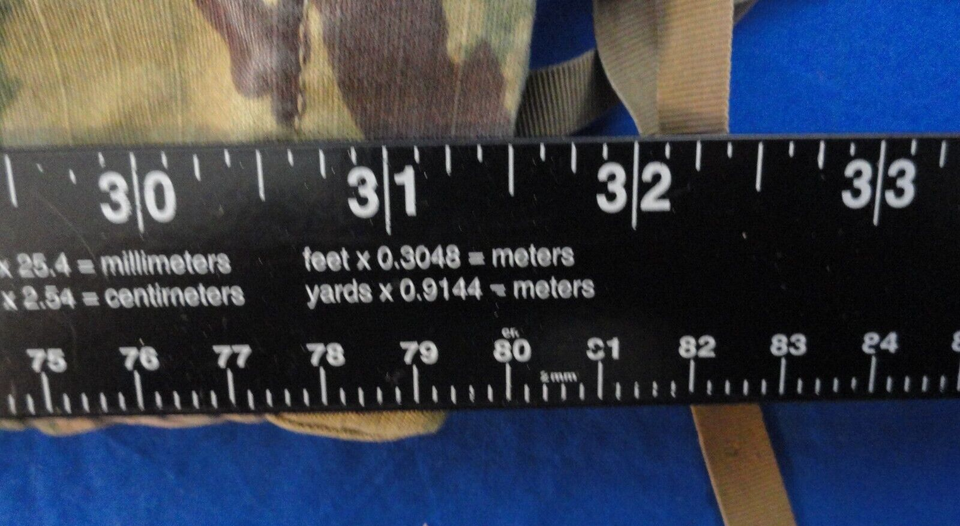 30 31 32 33
x 25.4 = millimeters feet x 0.3048 = meters
x 2.54 = centimeters yards x 0.9144 = meters
75 76 77 78 79 80 81 82 83 84
2mm